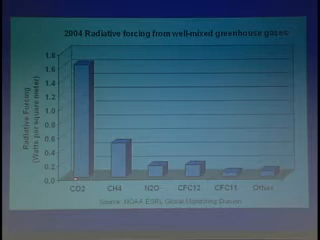 2004 Radiative forcing from well-mixed greenhouse gases
Radiative Forcing
(Watts per square meter)
1.8
1.6
1.4
1.2
1.0
0.8
0.6
0.4
0.2
0.0
CO2 CH4 N2O CFC12 CFC11 Other
Source: NOAA ESRL Global Monitoring Division